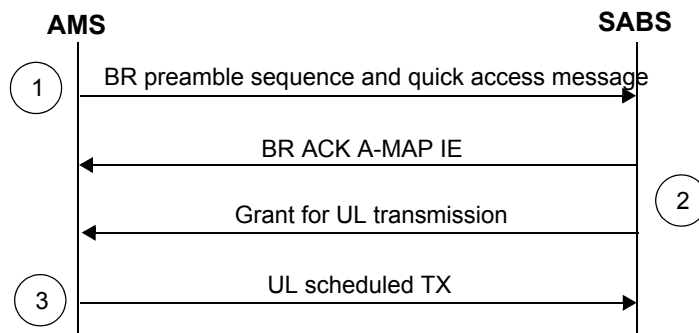 AMS SABS
1 BR preamble sequence and quick access message
BR ACK A-MAP IE
2
Grant for UL transmission
UL scheduled TX
3